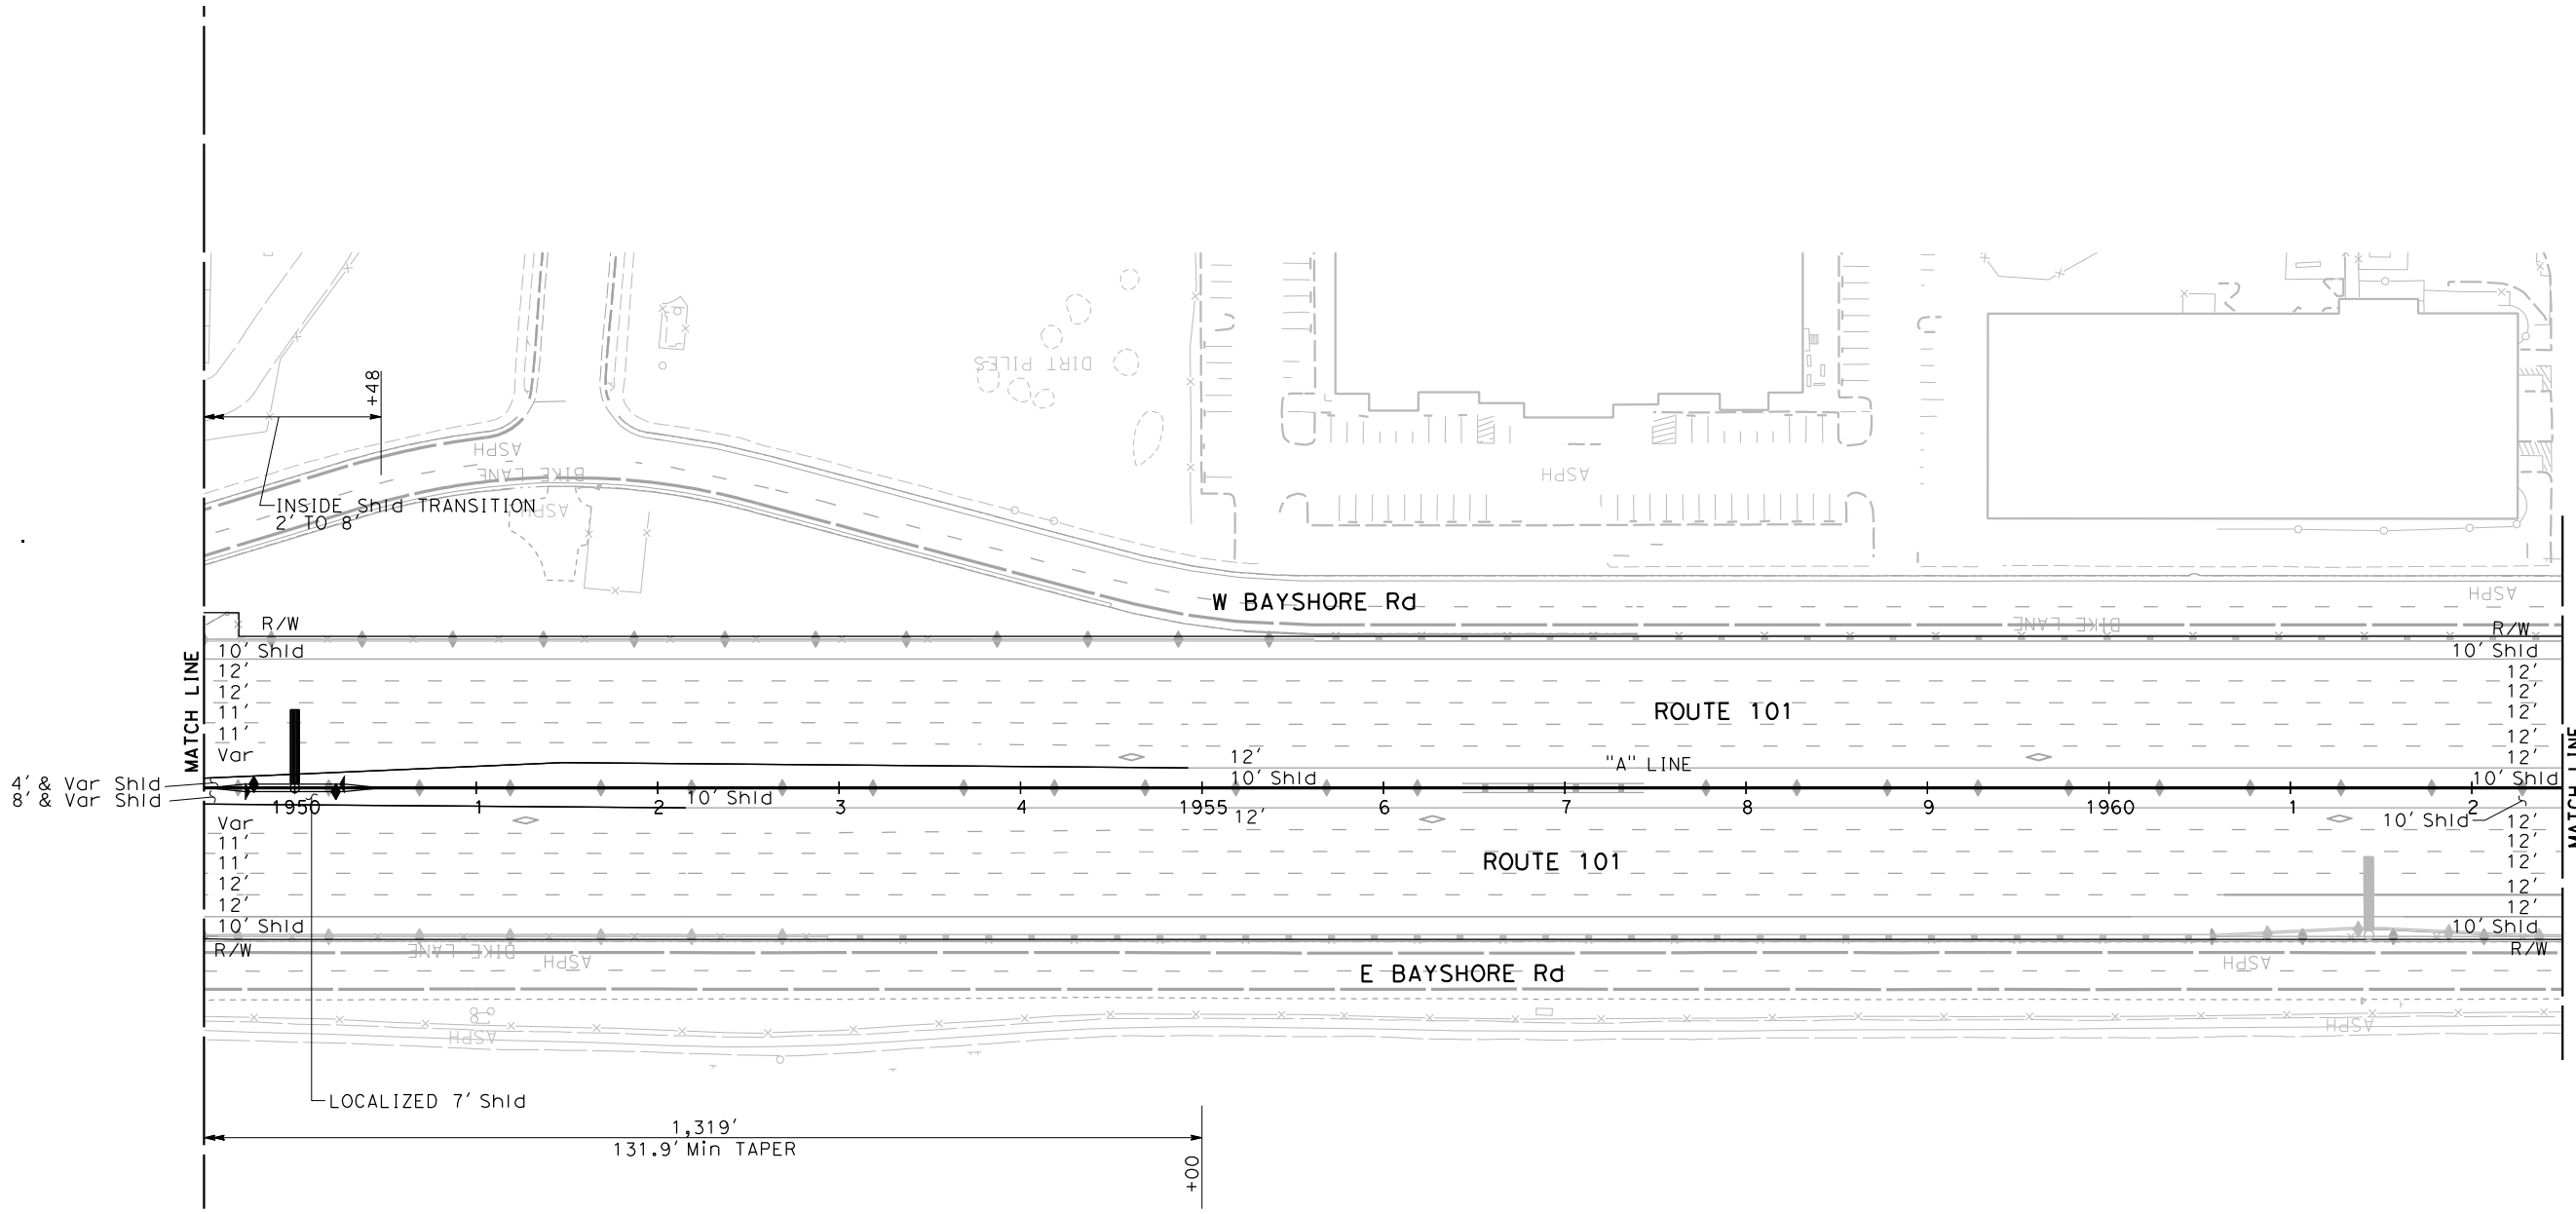 +48
DIRT PILES
ASPH
BIKE LANE
ASPH
INSIDE Shld TRANSITION
2' TO 8'
ASPH
W BAYSHORE Rd
ASPH
R/W
BIKE LANE
R/W
10' Shld
10' Shld
12'
12'
12'
12'
11'
ROUTE 101
12'
11'
12'
Var
12'
"A" LINE
12'
MATCH LINE
4' & Var Shld
10' Shld
10' Shld
8' & Var Shld
10' Shld
1950
1
2
3
4
1955
6
7
8
9
1960
1
2
MATCH LINE
Var
12'
10' Shld
12'
11'
12'
11'
ROUTE 101
12'
12'
12'
12'
12'
10' Shld
10' Shld
R/W
BIKE LANE
ASPH
R/W
ASPH
E BAYSHORE Rd
ASPH
ASPH
LOCALIZED 7' Shld
1,319'
131.9' Min TAPER
+00